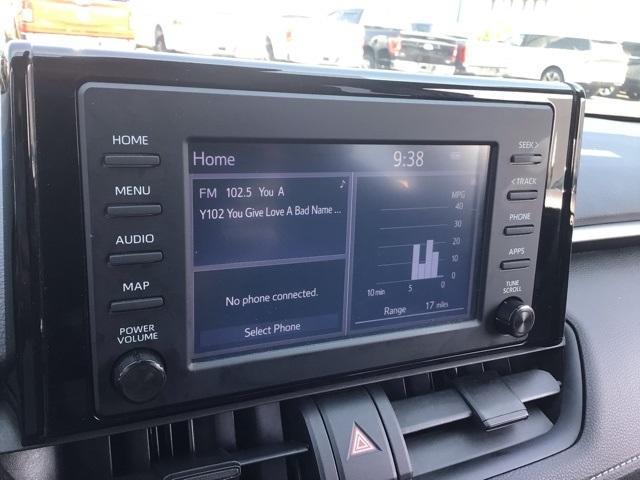 HOME
MENU
AUDIO
MAP
POWER
VOLUME
Home 9:38
FM 102.5 You A
Y102 You Give Love A Bad Name ...
No phone connected.
Select Phone
MPG
40
30
20
10
0
10 min 5 0
Range 17 miles
SEEK >
< TRACK
PHONE
APPS
TUNE
SCROLL